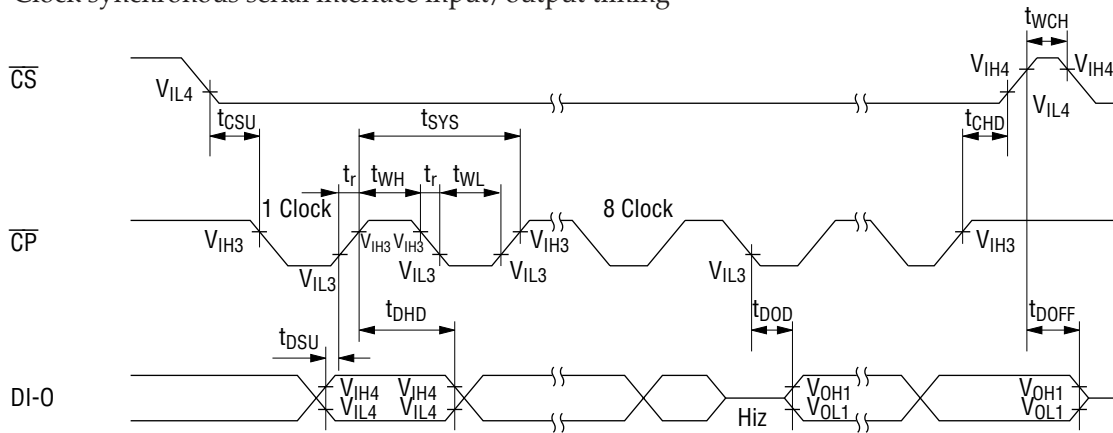 Clock synchronous serial interface input/output timing
tWCH
CS
VIL4
VIH4
VIH4
VIL4
tCSU
tSYS
tCHD
tr
tWH
tr
tWL
1 Clock
8 Clock
CP
VIH3
VIH3
VIH3
VIH3
VIH3
VIL3
VIL3
VIL3
VIL3
tDHD
tDOD
tDOFF
tDSU
DI-O
VIH4
VIH4
VOH1
VOH1
VIL4
VIL4
VOL1
VOL1
Hiz